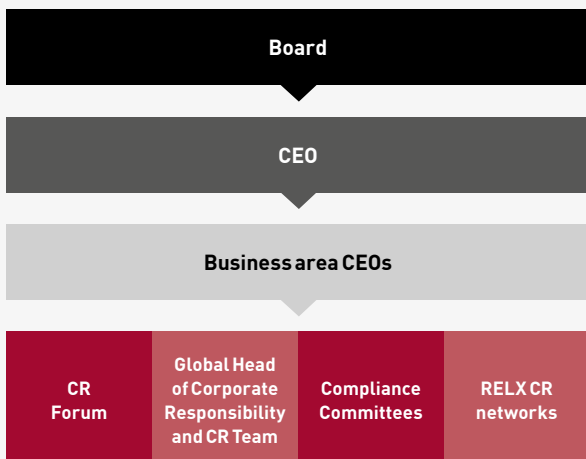 Board
CEO
Business area CEOs
CR
Forum
Global Head
of Corporate
Responsibility
and CR Team
Compliance
Committees
RELX CR
networks